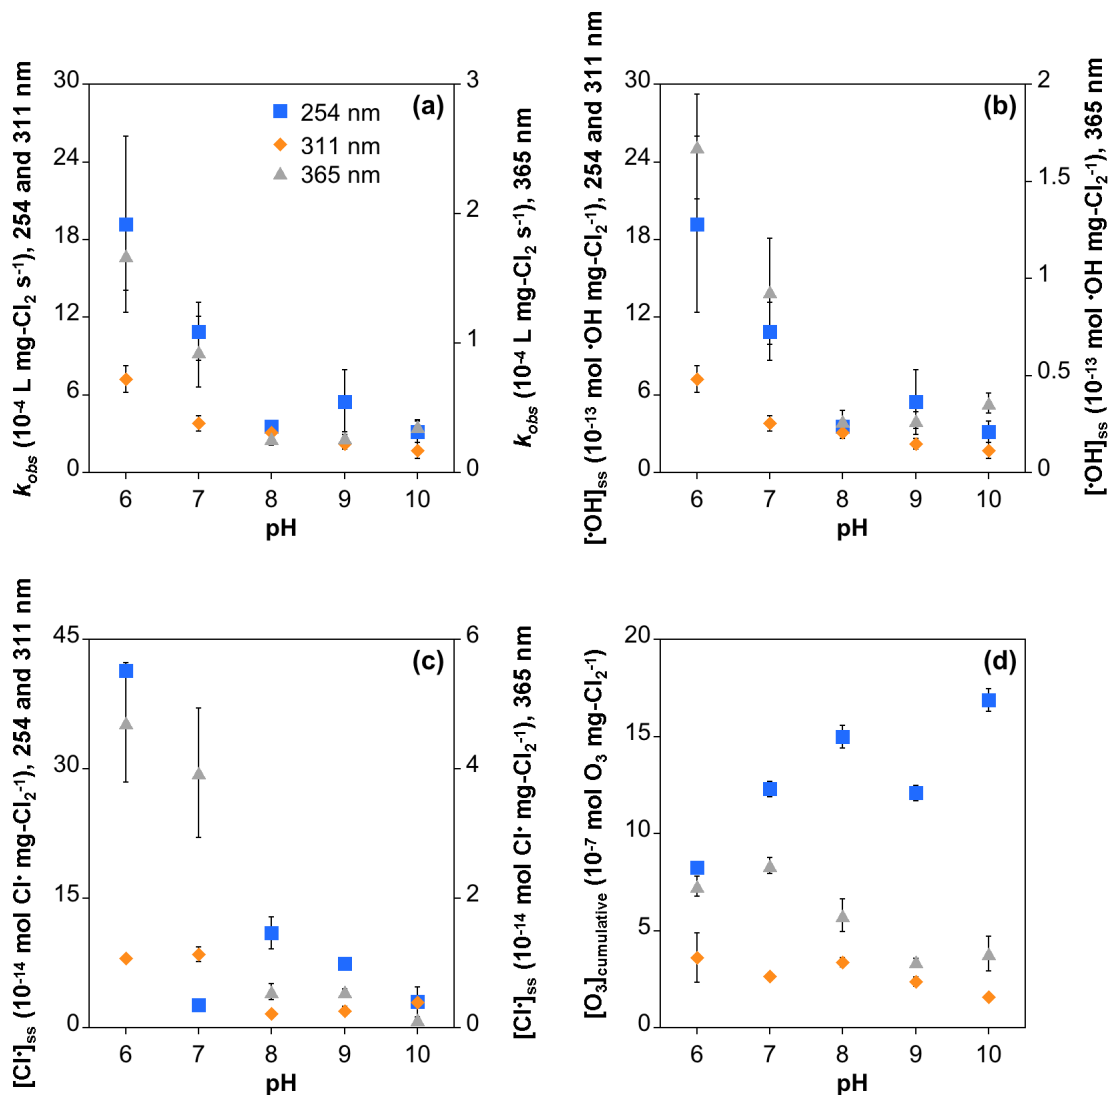 k_obs (10⁻⁴ L mg-Cl₂ s⁻¹), 254 and 311 nm
30
24
18
12
6
0
(a)
254 nm
311 nm
365 nm
3
2
1
0
k_obs (10⁻⁴ L mg-Cl₂ s⁻¹), 365 nm
6 7 8 9 10
pH
[•OH]ss (10⁻¹³ mol •OH mg-Cl₂⁻¹), 254 and 311 nm
30
24
18
12
6
0
(b)
2
1.5
1
0.5
0
[•OH]ss (10⁻¹³ mol •OH mg-Cl₂⁻¹), 365 nm
6 7 8 9 10
pH
[Cl•]ss (10⁻¹⁴ mol Cl• mg-Cl₂⁻¹), 254 and 311 nm
45
30
15
0
(c)
6
4
2
0
[Cl•]ss (10⁻¹⁴ mol Cl• mg-Cl₂⁻¹), 365 nm
6 7 8 9 10
pH
[O₃]cumulative (10⁻⁷ mol O₃ mg-Cl₂⁻¹)
20
15
10
5
0
(d)
6 7 8 9 10
pH